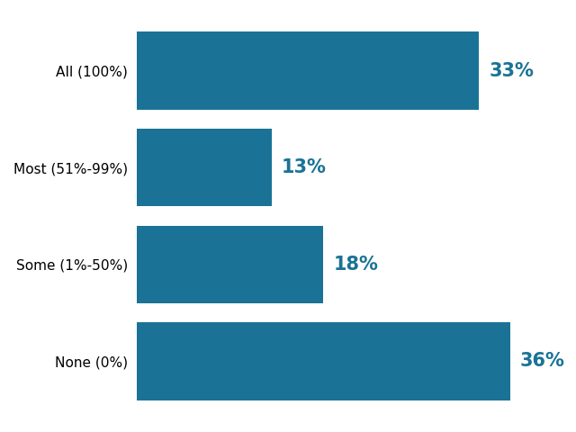 All (100%) 33%
Most (51%-99%) 13%
Some (1%-50%) 18%
None (0%) 36%